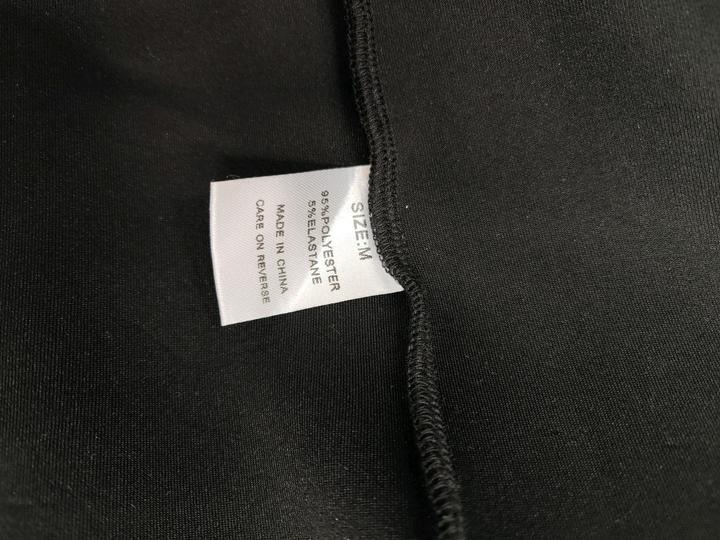 SIZE:M
95%POLYESTER
5%ELASTANE
MADE IN CHINA
CARE ON REVERSE